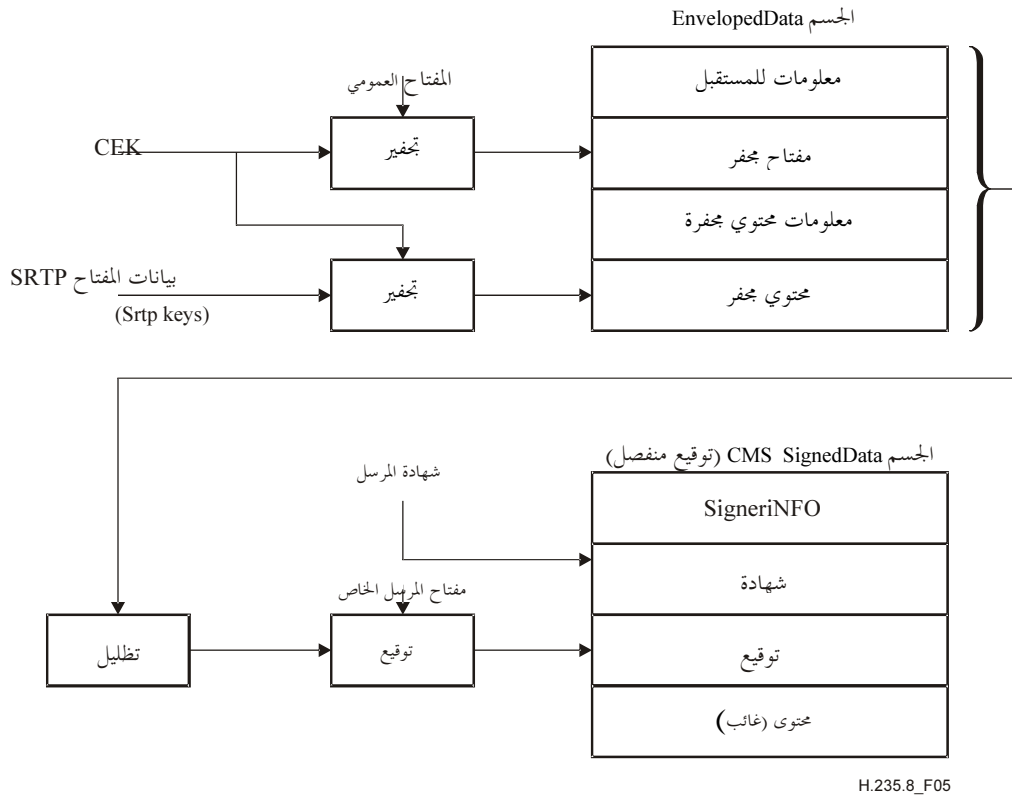 الجسم EnvelopedData
معلومات للمستقبل
المفتاح العمومي
CEK
تجفير
مفتاح مجفر
معلومات محتوي مجفرة
بيانات المفتاح SRTP
(Srtp keys)
تجفير
محتوي مجفر
الجسم CMS SignedData (توقيع منفصل)
شهادة المرسل
SigneriNFO
شهادة
مفتاح المرسل الخاص
تظليل
توقيع
توقيع
محتوى (غائب)
H.235.8_F05